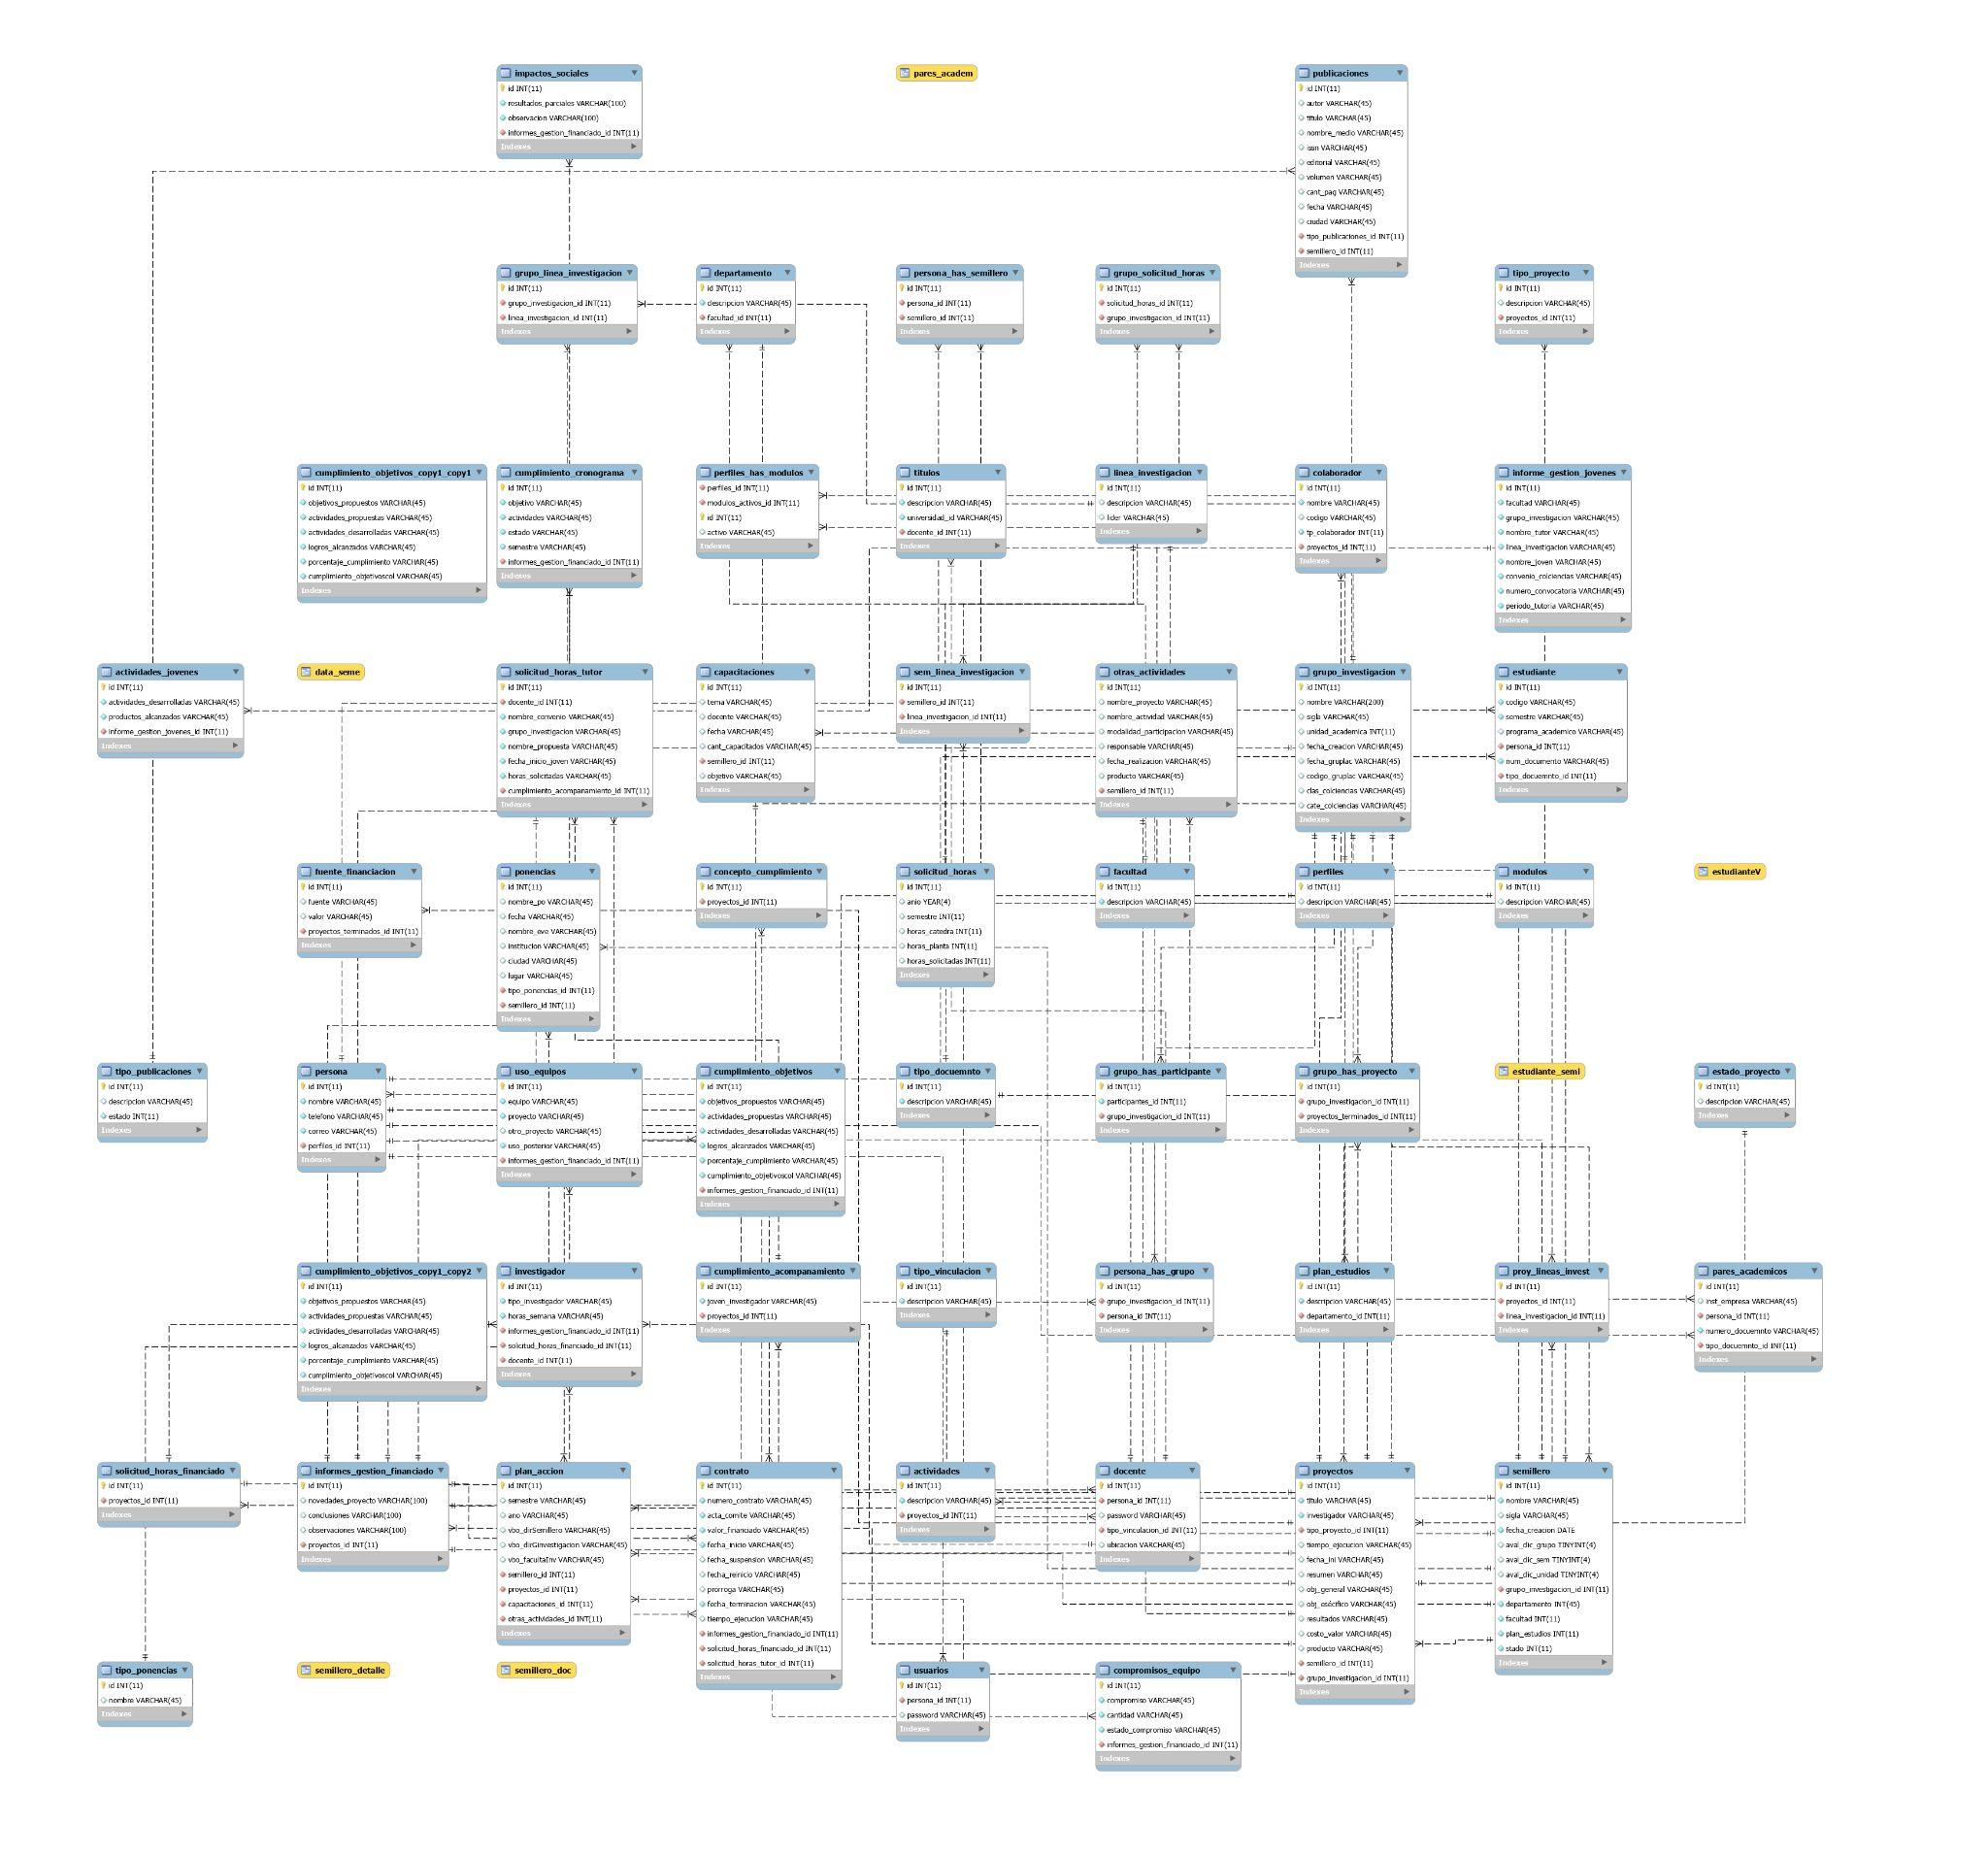 impactos_sociales
id INT(11)
resultados_parciales VARCHAR(100)
observacion VARCHAR(100)
informes_gestion_financiado_id INT(11)
Indexes
pares_academ
publicaciones
id INT(11)
autor VARCHAR(45)
titulo VARCHAR(45)
nombre_medio VARCHAR(45)
VARCHAR(45)
editorial VARCHAR(45)
volumen VARCHAR(45)
cant_pag VARCHAR(45)
fecha VARCHAR(45)
ciudad VARCHAR(45)
tipo_publicaciones_id INT(11)
semillero_id INT(11)
Indexes
grupo_linea_investigacion
id INT(11)
grupo_investigacion_id INT(11)
linea_investigacion_id INT(11)
Indexes
departamento
id INT(11)
descripcion VARCHAR(45)
facultad_id INT(11)
Indexes
persona_has_semillero
id INT(11)
persona_id INT(11)
semillero_id INT(11)
Indexes
grupo_solicitud_horas
id INT(11)
solicitud_horas_id INT(11)
grupo_investigacion_id INT(11)
Indexes
tipo_proyecto
id INT(11)
descripcion VARCHAR(45)
proyectos_id INT(11)
Indexes
cumplimiento_objetivos_copy1_copy1
id INT(11)
objetivos_propuestos VARCHAR(45)
actividades_propuestas VARCHAR(45)
actividades_desarrolladas VARCHAR(45)
logros_alcanzados VARCHAR(45)
porcentaje_cumplimiento VARCHAR(45)
cumplimiento_objetivoscol VARCHAR(45)
Indexes
cumplimiento_cronograma
id INT(11)
objetivo VARCHAR(45)
actividades VARCHAR(45)
estado VARCHAR(45)
semestre VARCHAR(45)
informes_gestion_financiado_id INT(11)
Indexes
perfiles_has_modulos
perfiles_id INT(11)
modulos_activos_id INT(11)
id INT(11)
activo VARCHAR(45)
Indexes
titulos
id INT(11)
descripcion VARCHAR(45)
universidad_id VARCHAR(45)
docente_id INT(11)
Indexes
linea_investigacion
id INT(11)
descripcion VARCHAR(45)
lider VARCHAR(45)
Indexes
colaborador
id INT(11)
nombre VARCHAR(45)
codigo VARCHAR(45)
tp_colaborador INT(11)
proyectos_id INT(11)
Indexes
informe_gestion_jovenes
id INT(11)
facultad VARCHAR(45)
grupo_investigacion VARCHAR(45)
nombre_tutor VARCHAR(45)
linea_investigacion VARCHAR(45)
nombre_joven VARCHAR(45)
convenio_colciencias VARCHAR(45)
numero_convocatoria VARCHAR(45)
periodo_tutoria VARCHAR(45)
Indexes
actividades_jovenes
id INT(11)
actividades_desarrolladas VARCHAR(45)
productos_alcanzados VARCHAR(45)
informe_gestion_jovenes_id INT(11)
Indexes
data_seme
solicitud_horas_tutor
id INT(11)
docente_id INT(11)
nombre_convenio VARCHAR(45)
grupo_investigacion VARCHAR(45)
nombre_propuesta VARCHAR(45)
fecha_inicio_joven VARCHAR(45)
horas_solicitadas VARCHAR(45)
cumplimiento_acompanamiento_id INT(11)
Indexes
capacitaciones
id INT(11)
tema VARCHAR(45)
docente VARCHAR(45)
fecha VARCHAR(45)
cant_capacitados VARCHAR(45)
semillero_id INT(11)
objetivo VARCHAR(45)
Indexes
sem_linea_investigacion
id INT(11)
semillero_id INT(11)
linea_investigacion_id INT(11)
Indexes
otras_actividades
id INT(11)
nombre_proyecto VARCHAR(45)
nombre_actividad VARCHAR(45)
modalidad_participacion VARCHAR(45)
responsable VARCHAR(45)
fecha_realizacion VARCHAR(45)
producto VARCHAR(45)
semillero_id INT(11)
Indexes
grupo_investigacion
id INT(11)
nombre VARCHAR(200)
sigla VARCHAR(45)
unidad_academica INT(11)
fecha_creacion VARCHAR(45)
fecha_gruplac VARCHAR(45)
codigo_gruplac VARCHAR(45)
clas_colciencias VARCHAR(45)
cate_colciencias VARCHAR(45)
Indexes
estudiante
id INT(11)
codigo VARCHAR(45)
semestre VARCHAR(45)
programa_academico VARCHAR(45)
persona_id INT(11)
num_documento VARCHAR(45)
tipo_docuemnto_id INT(11)
Indexes
fuente_financiacion
id INT(11)
fuente VARCHAR(45)
valor VARCHAR(45)
proyectos_terminados_id INT(11)
Indexes
ponencias
id INT(11)
nombre_po VARCHAR(45)
fecha VARCHAR(45)
nombre_eve VARCHAR(45)
institucion VARCHAR(45)
ciudad VARCHAR(45)
lugar VARCHAR(45)
tipo_ponencias_id INT(11)
semillero_id INT(11)
Indexes
concepto_cumplimiento
id INT(11)
proyectos_id INT(11)
Indexes
solicitud_horas
id INT(11)
anio YEAR(4)
semestre INT(11)
horas_catedra INT(11)
horas_planta INT(11)
horas_solicitadas INT(11)
Indexes
facultad
id INT(11)
descripcion VARCHAR(45)
Indexes
perfiles
id INT(11)
descripcion VARCHAR(45)
Indexes
modulos
id INT(11)
descripcion VARCHAR(45)
Indexes
estudianteV
tipo_publicaciones
id INT(11)
descripcion VARCHAR(45)
estado INT(11)
Indexes
persona
id INT(11)
nombre VARCHAR(45)
telefono VARCHAR(45)
correo VARCHAR(45)
perfiles_id INT(11)
Indexes
uso_equipos
id INT(11)
equipo VARCHAR(45)
proyecto VARCHAR(45)
otro_proyecto VARCHAR(45)
uso_posterior VARCHAR(45)
informes_gestion_financiado_id INT(11)
Indexes
cumplimiento_objetivos
id INT(11)
objetivos_propuestos VARCHAR(45)
actividades_propuestas VARCHAR(45)
actividades_desarrolladas VARCHAR(45)
logros_alcanzados VARCHAR(45)
porcentaje_cumplimiento VARCHAR(45)
cumplimiento_objetivoscol VARCHAR(45)
informes_gestion_financiado_id INT(11)
Indexes
tipo_docuemnto
id INT(11)
descripcion VARCHAR(45)
Indexes
grupo_has_participante
id INT(11)
participantes_id INT(11)
grupo_investigacion_id INT(11)
Indexes
grupo_has_proyecto
id INT(11)
grupo_investigacion_id INT(11)
proyectos_terminados_id INT(11)
Indexes
estudiante_semi
estado_proyecto
id INT(11)
descripcion VARCHAR(45)
Indexes
cumplimiento_objetivos_copy1_copy2
id INT(11)
objetivos_propuestos VARCHAR(45)
actividades_propuestas VARCHAR(45)
actividades_desarrolladas VARCHAR(45)
logros_alcanzados VARCHAR(45)
porcentaje_cumplimiento VARCHAR(45)
cumplimiento_objetivoscol VARCHAR(45)
Indexes
investigador
id INT(11)
tipo_investigador VARCHAR(45)
horas_semana VARCHAR(45)
informes_gestion_financiado_id INT(11)
solicitud_horas_financiado_id INT(11)
docente_id INT(11)
Indexes
cumplimiento_acompanamiento
id INT(11)
joven_investigador VARCHAR(45)
proyectos_id INT(11)
Indexes
tipo_vinculacion
id INT(11)
descripcion VARCHAR(45)
Indexes
persona_has_grupo
id INT(11)
grupo_investigacion_id INT(11)
persona_id INT(11)
Indexes
plan_estudios
id INT(11)
descripcion VARCHAR(45)
departamento_id INT(11)
Indexes
proy_lineas_invest
id INT(11)
proyectos_id INT(11)
linea_investigacion_id INT(11)
Indexes
pares_academicos
id INT(11)
inst_empresa VARCHAR(45)
persona_id INT(11)
numero_docuemnto VARCHAR(45)
tipo_docuemnto_id INT(11)
Indexes
solicitud_horas_financiado
id INT(11)
proyectos_id INT(11)
Indexes
informes_gestion_financiado
id INT(11)
novedades_proyecto VARCHAR(100)
conclusiones VARCHAR(100)
observaciones VARCHAR(100)
proyectos_id INT(11)
Indexes
plan_accion
id INT(11)
semestre VARCHAR(45)
ano VARCHAR(45)
vbo_dirSemillero VARCHAR(45)
vbo_dirGinvestigacion VARCHAR(45)
vbo_facultaInv VARCHAR(45)
semillero_id INT(11)
proyectos_id INT(11)
capacitaciones_id INT(11)
otras_actividades_id INT(11)
Indexes
contrato
id INT(11)
numero_contrato VARCHAR(45)
acta_comite VARCHAR(45)
valor_financiado VARCHAR(45)
fecha_inicio VARCHAR(45)
fecha_suspension VARCHAR(45)
fecha_reinicio VARCHAR(45)
prorroga VARCHAR(45)
fecha_terminacion VARCHAR(45)
tiempo_ejecucion VARCHAR(45)
informes_gestion_financiado_id INT(11)
solicitud_horas_financiado_id INT(11)
solicitud_horas_tutor_id INT(11)
Indexes
actividades
id INT(11)
descripcion VARCHAR(45)
proyectos_id INT(11)
Indexes
docente
id INT(11)
persona_id INT(11)
password VARCHAR(45)
tipo_vinculacion_id INT(11)
ubicacion VARCHAR(45)
Indexes
proyectos
id INT(11)
titulo VARCHAR(45)
investigador VARCHAR(45)
tipo_proyecto_id INT(11)
tiempo_ejecucion VARCHAR(45)
fecha_ini VARCHAR(45)
resumen VARCHAR(45)
obj_general VARCHAR(45)
VARCHAR(45)
resultados VARCHAR(45)
costo_valor VARCHAR(45)
producto VARCHAR(45)
semillero_id INT(11)
grupo_investigacion_id INT(11)
Indexes
semillero
id INT(11)
nombre VARCHAR(45)
sigla VARCHAR(45)
fecha_creacion DATE
aval_dic_grupo TINYINT(4)
aval_dic_sem TINYINT(4)
aval_dic_unidad TINYINT(4)
grupo_investigacion_id INT(11)
departamento INT(45)
facultad INT(11)
plan_estudios INT(11)
stado INT(11)
Indexes
tipo_ponencias
id INT(11)
nombre VARCHAR(45)
Indexes
semillero_detalle
semillero_doc
usuarios
id INT(11)
persona_id INT(11)
password VARCHAR(45)
Indexes
compromisos_equipo
id INT(11)
compromiso VARCHAR(45)
cantidad VARCHAR(45)
estado_compromiso VARCHAR(45)
informes_gestion_financiado_id INT(11)
Indexes